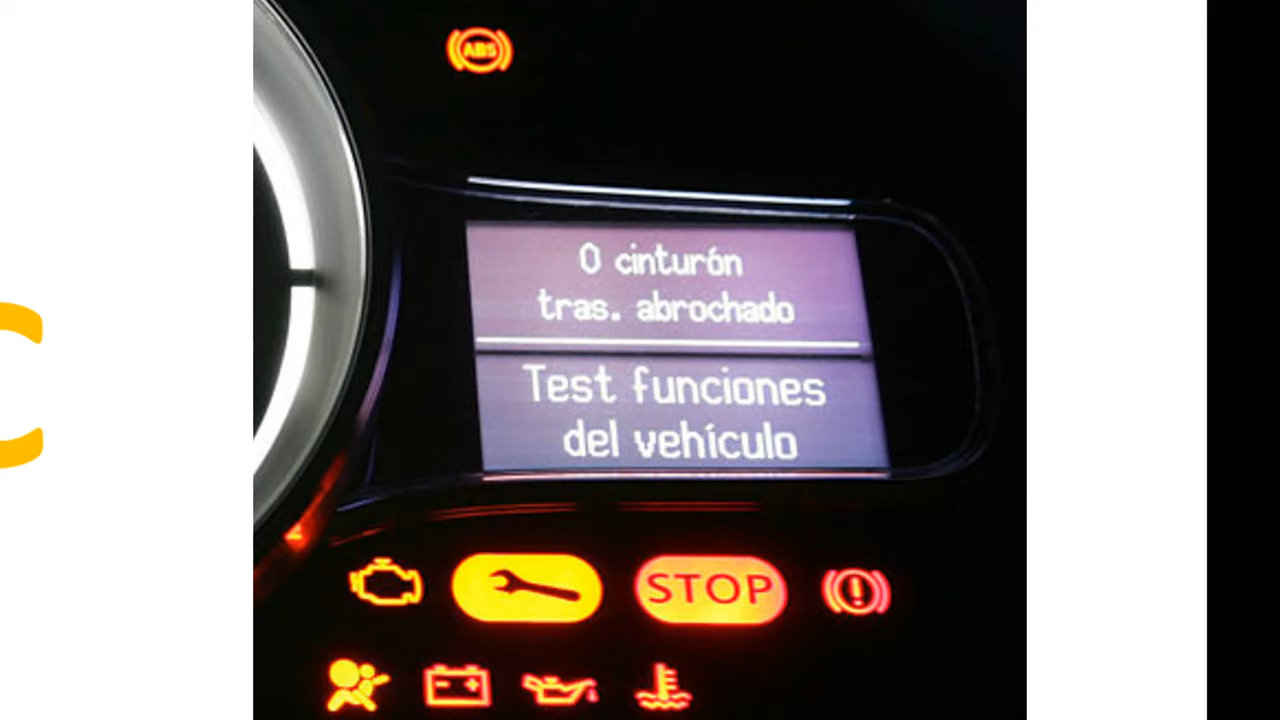 ABS
0 cinturón
tras. abrochado
Test funciones
del vehículo
STOP